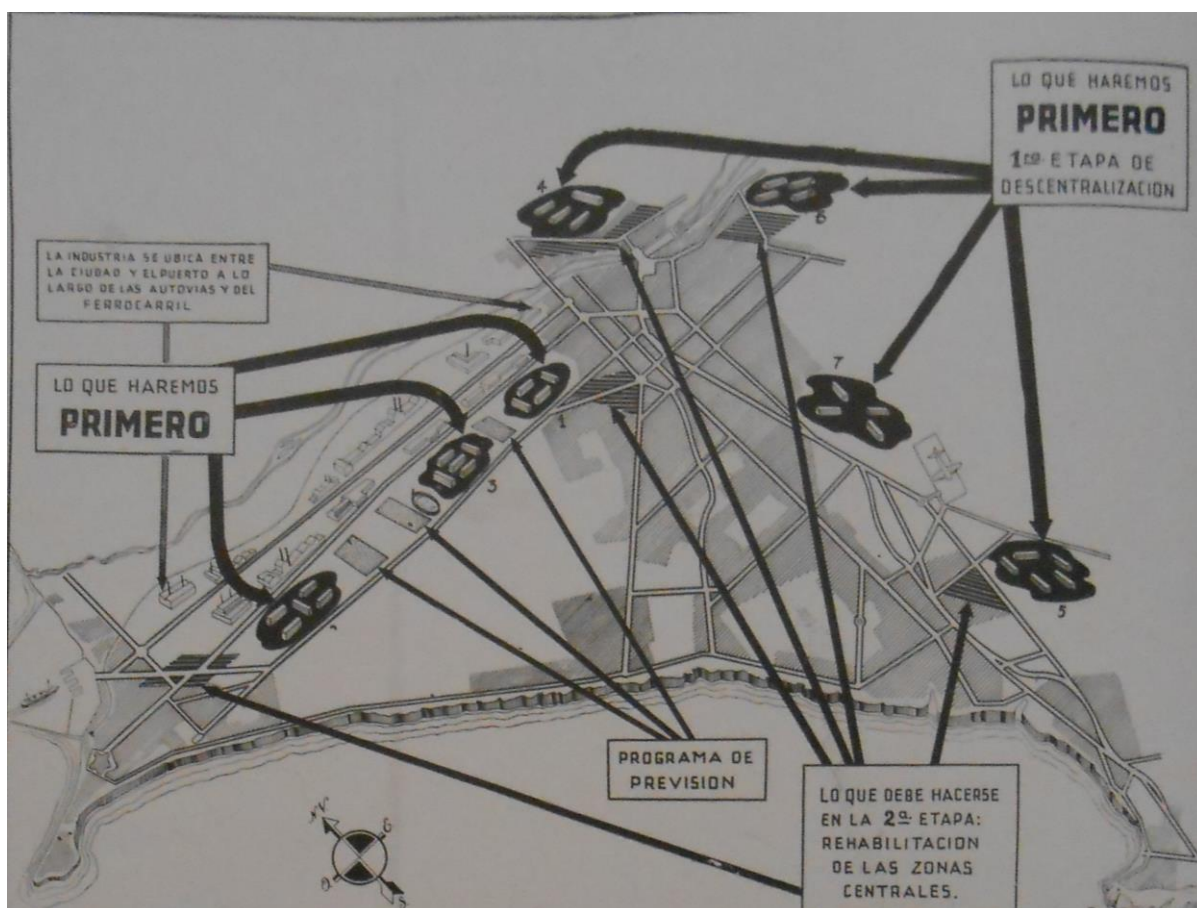 LO QUE HAREMOS
PRIMERO
1ra ETAPA DE
DESCENTRALIZACIÓN
4
6
LA INDUSTRIA SE UBICA ENTRE
LA CIUDAD Y EL PUERTO A LO
LARGO DE LAS AUTOVIAS Y DEL
FERROCARRIL
LO QUE HAREMOS
PRIMERO
7
1
3
5
PROGRAMA DE
PREVISION
LO QUE DEBE HACERSE
EN LA 2ª ETAPA:
REHABILITACION
DE LAS ZONAS
CENTRALES.
N
E
O
S